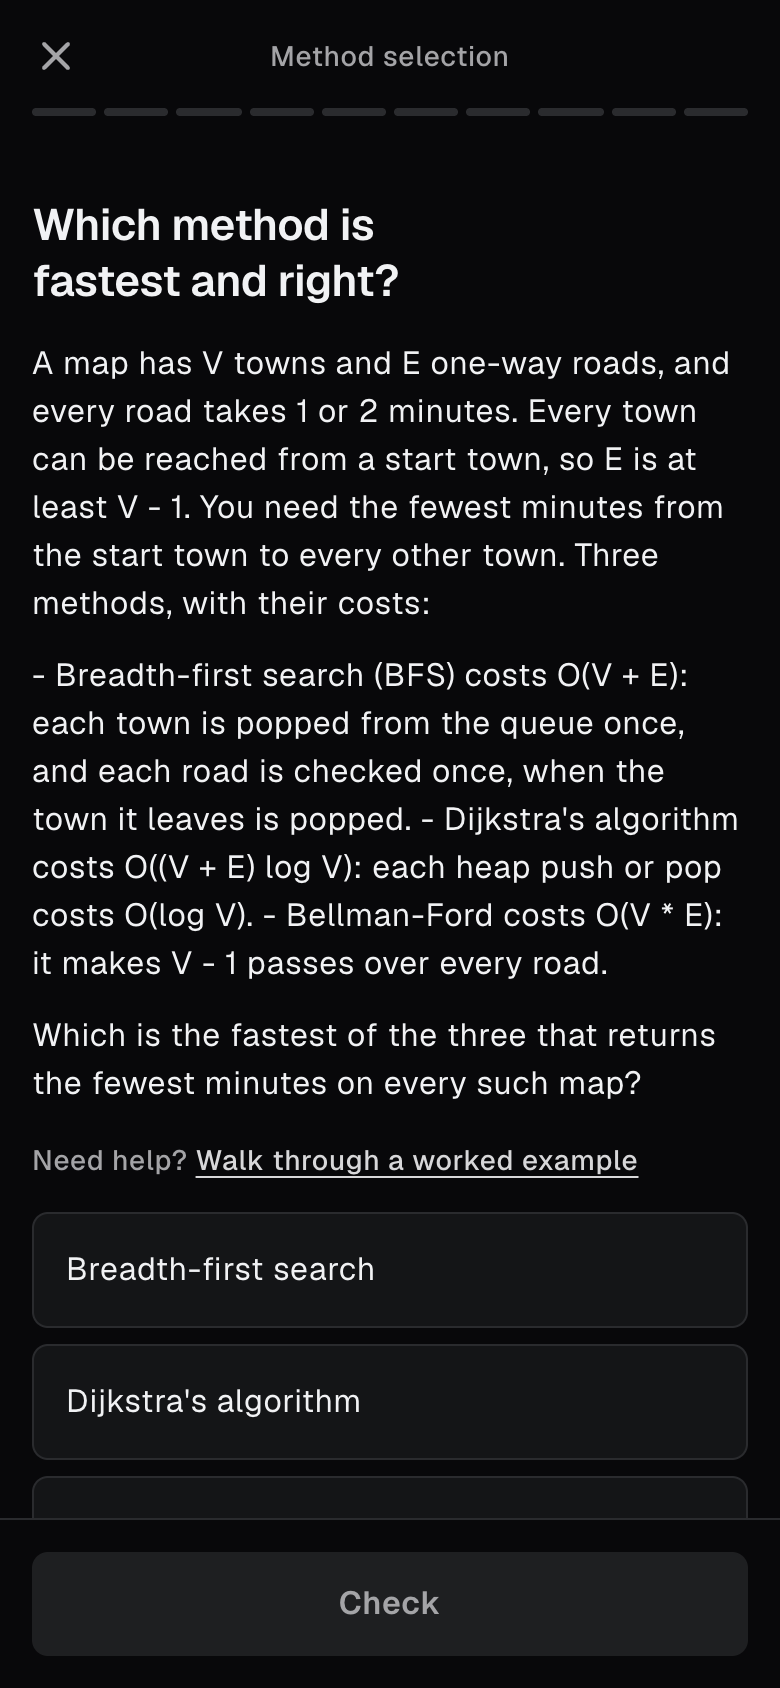 Method selection
Which method is
fastest and right?
A map has V towns and E one-way roads, and
every road takes 1 or 2 minutes. Every town
can be reached from a start town, so E is at
least V - 1. You need the fewest minutes from
the start town to every other town. Three
methods, with their costs:
- Breadth-first search (BFS) costs O(V + E):
each town is popped from the queue once,
and each road is checked once, when the
town it leaves is popped. - Dijkstra's algorithm
costs O((V + E) log V): each heap push or pop
costs O(log V). - Bellman-Ford costs O(V * E):
it makes V - 1 passes over every road.
Which is the fastest of the three that returns
the fewest minutes on every such map?
Need help? Walk through a worked example
Breadth-first search
Dijkstra's algorithm
Check